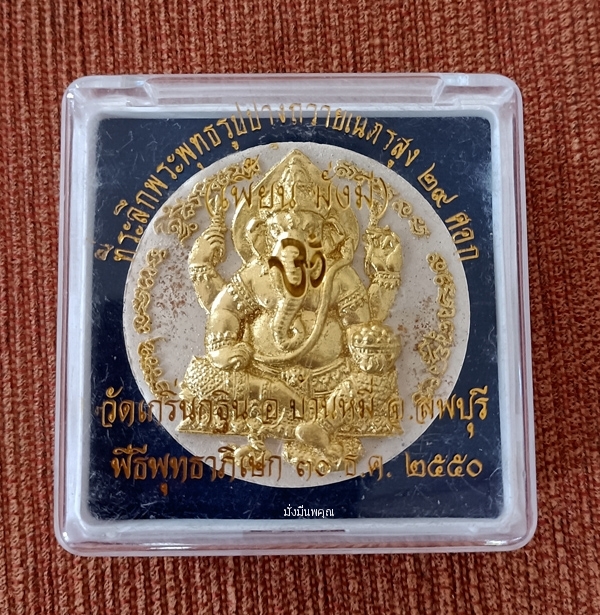 ที่ระลึกพระพุทธรูปปางถวายเนตรสูง ๒๙ ศอก
(เพยน มั่งมี)
ॐ
วัดเกริ่นกฐิน อ.บ้านหมี่ จ.ลพบุรี
พิธีพุทธาภิเษก ๓๐ ธ.ค. ๒๕๕๐
มั่งมีนพคุณ